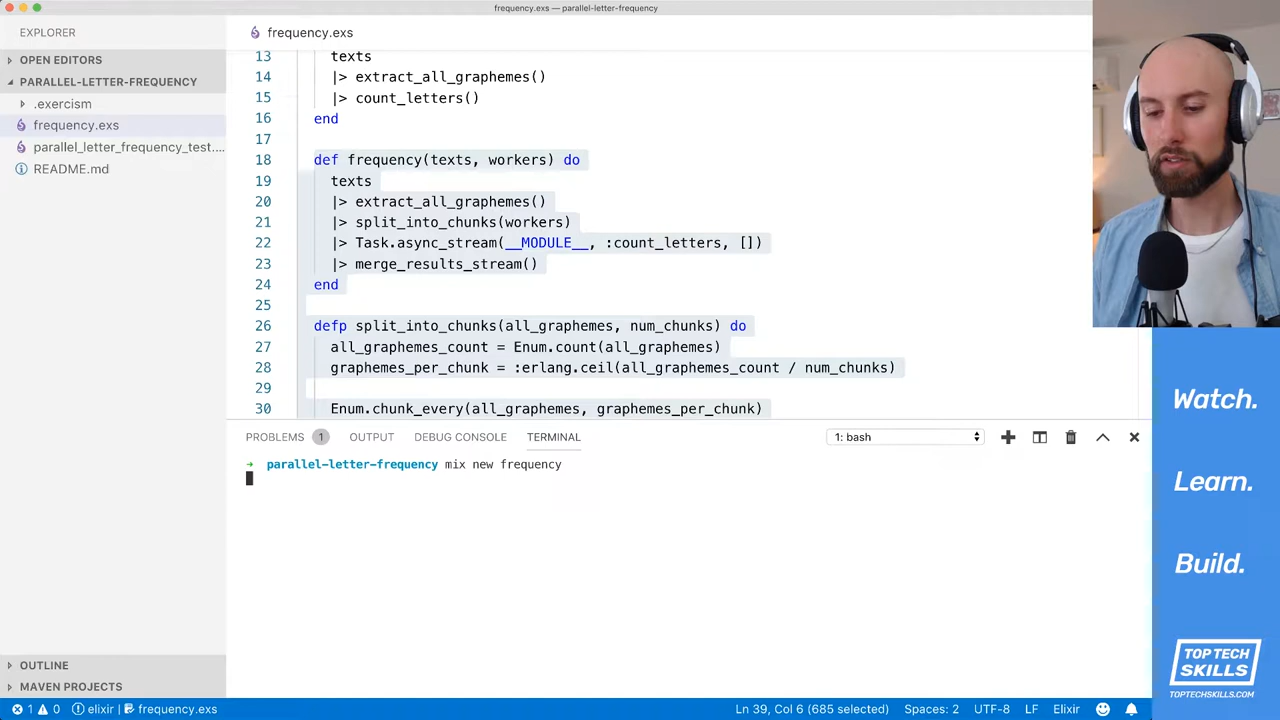 frequency.exs — parallel-letter-frequency
EXPLORER
OPEN EDITORS
PARALLEL-LETTER-FREQUENCY
.exercism
frequency.exs
parallel_letter_frequency_test....
README.md
OUTLINE
MAVEN PROJECTS
frequency.exs
13 texts
14 |> extract_all_graphemes()
15 |> count_letters()
16 end
17
18 def frequency(texts, workers) do
19 texts
20 |> extract_all_graphemes()
21 |> split_into_chunks(workers)
22 |> Task.async_stream(__MODULE__, :count_letters, [])
23 |> merge_results_stream()
24 end
25
26 defp split_into_chunks(all_graphemes, num_chunks) do
27 all_graphemes_count = Enum.count(all_graphemes)
28 graphemes_per_chunk = :erlang.ceil(all_graphemes_count / num_chunks)
29
30 Enum.chunk_every(all_graphemes, graphemes_per_chunk)
PROBLEMS 1 OUTPUT DEBUG CONSOLE TERMINAL 1: bash
→ parallel-letter-frequency mix new frequency
Watch.
Learn.
Build.
TOP TECH
SKILLS
TOPTECHSKILLS.COM
1 0 elixir | frequency.exs Ln 39, Col 6 (685 selected) Spaces: 2 UTF-8 LF Elixir